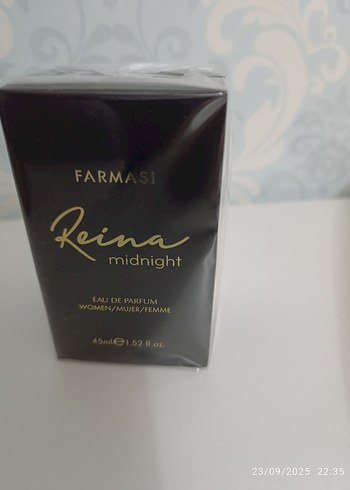 FARMASI
Reina
midnight
EAU DE PARFUM
WOMEN/MUJER/FEMME
45ml℮1.52 fl.oz.
23/09/2025 22:35